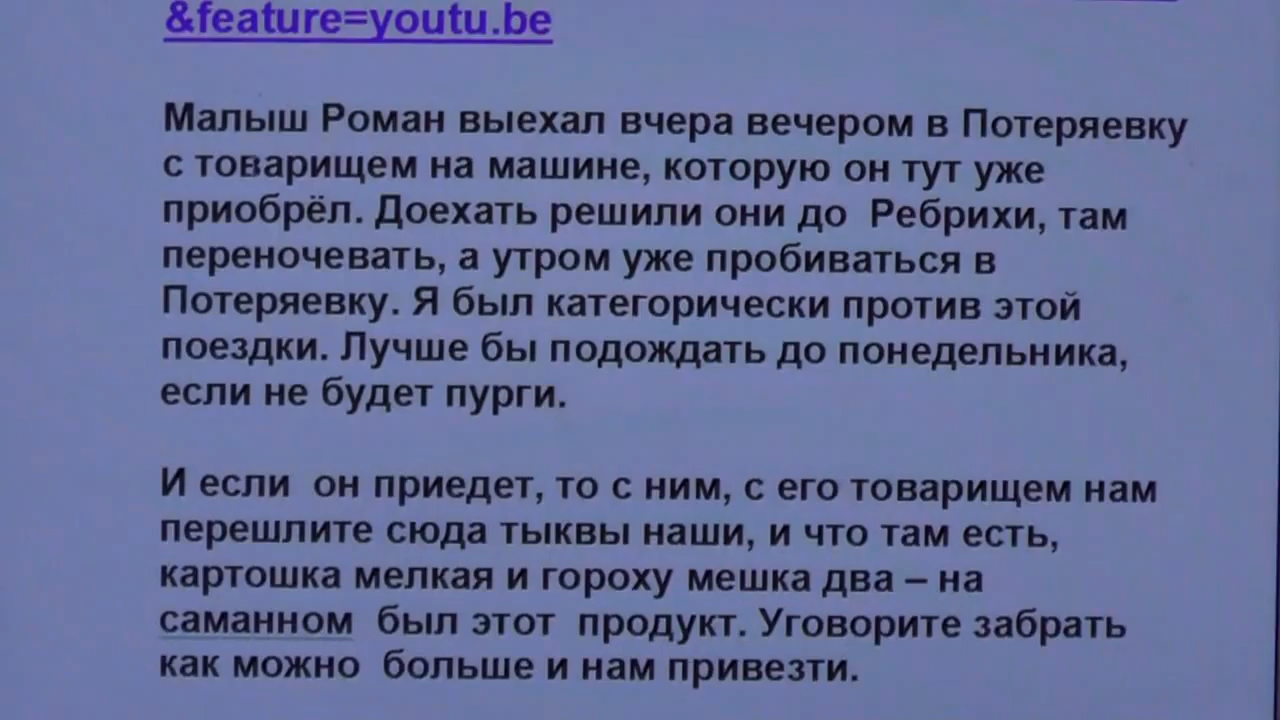 &feature=youtu.be
Малыш Роман выехал вчера вечером в Потеряевку
с товарищем на машине, которую он тут уже
приобрёл. Доехать решили они до Ребрихи, там
переночевать, а утром уже пробиваться в
Потеряевку. Я был категорически против этой
поездки. Лучше бы подождать до понедельника,
если не будет пурги.
И если он приедет, то с ним, с его товарищем нам
перешлите сюда тыквы наши, и что там есть,
картошка мелкая и гороху мешка два – на
саманном был этот продукт. Уговорите забрать
как можно больше и нам привезти.